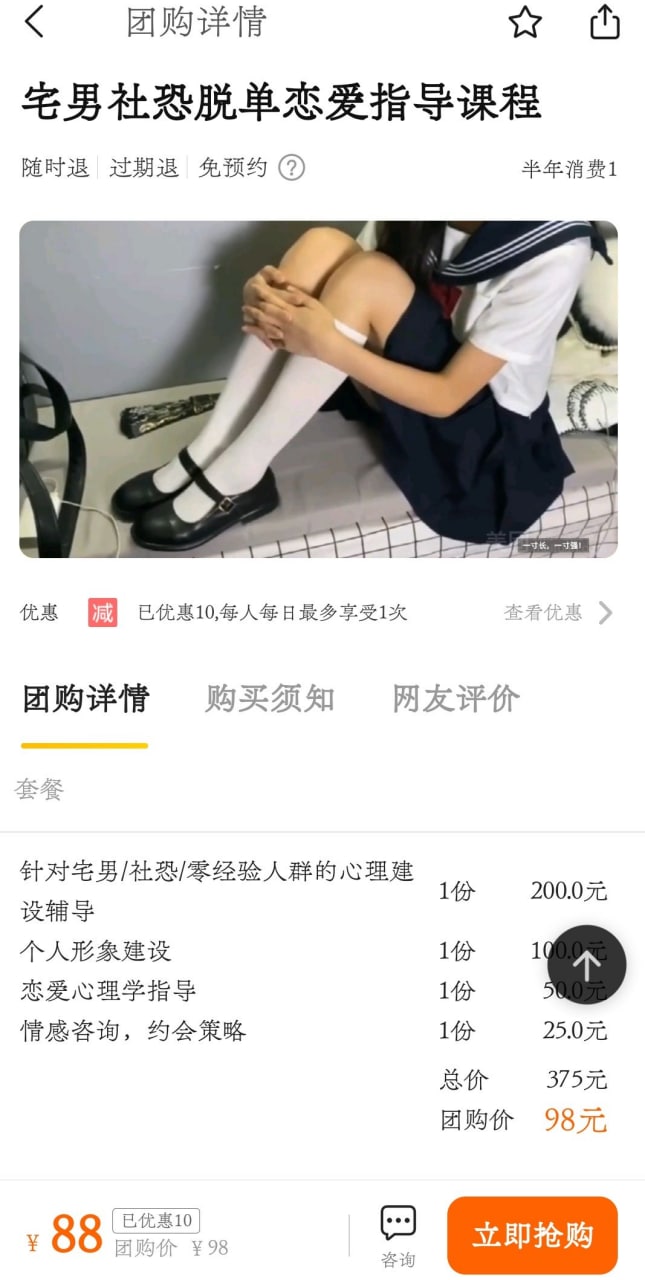 团购详情
宅男社恐脱单恋爱指导课程
随时退 过期退 免预约 ? 半年消费1
美团
一寸长，一寸强！
优惠 减 已优惠10,每人每日最多享受1次 查看优惠
团购详情 购买须知 网友评价
套餐
针对宅男/社恐/零经验人群的心理建
设辅导 1份 200.0元
个人形象建设 1份 100.0元
恋爱心理学指导 1份 50.0元
情感咨询，约会策略 1份 25.0元
总价 375元
团购价 98元
¥88 已优惠10
团购价 ¥98
咨询
立即抢购